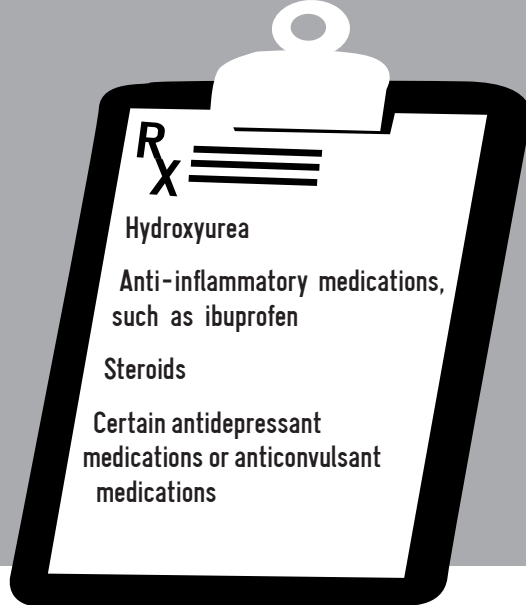 Rx
Hydroxyurea
Anti-inflammatory medications,
such as ibuprofen
Steroids
Certain antidepressant
medications or anticonvulsant
medications